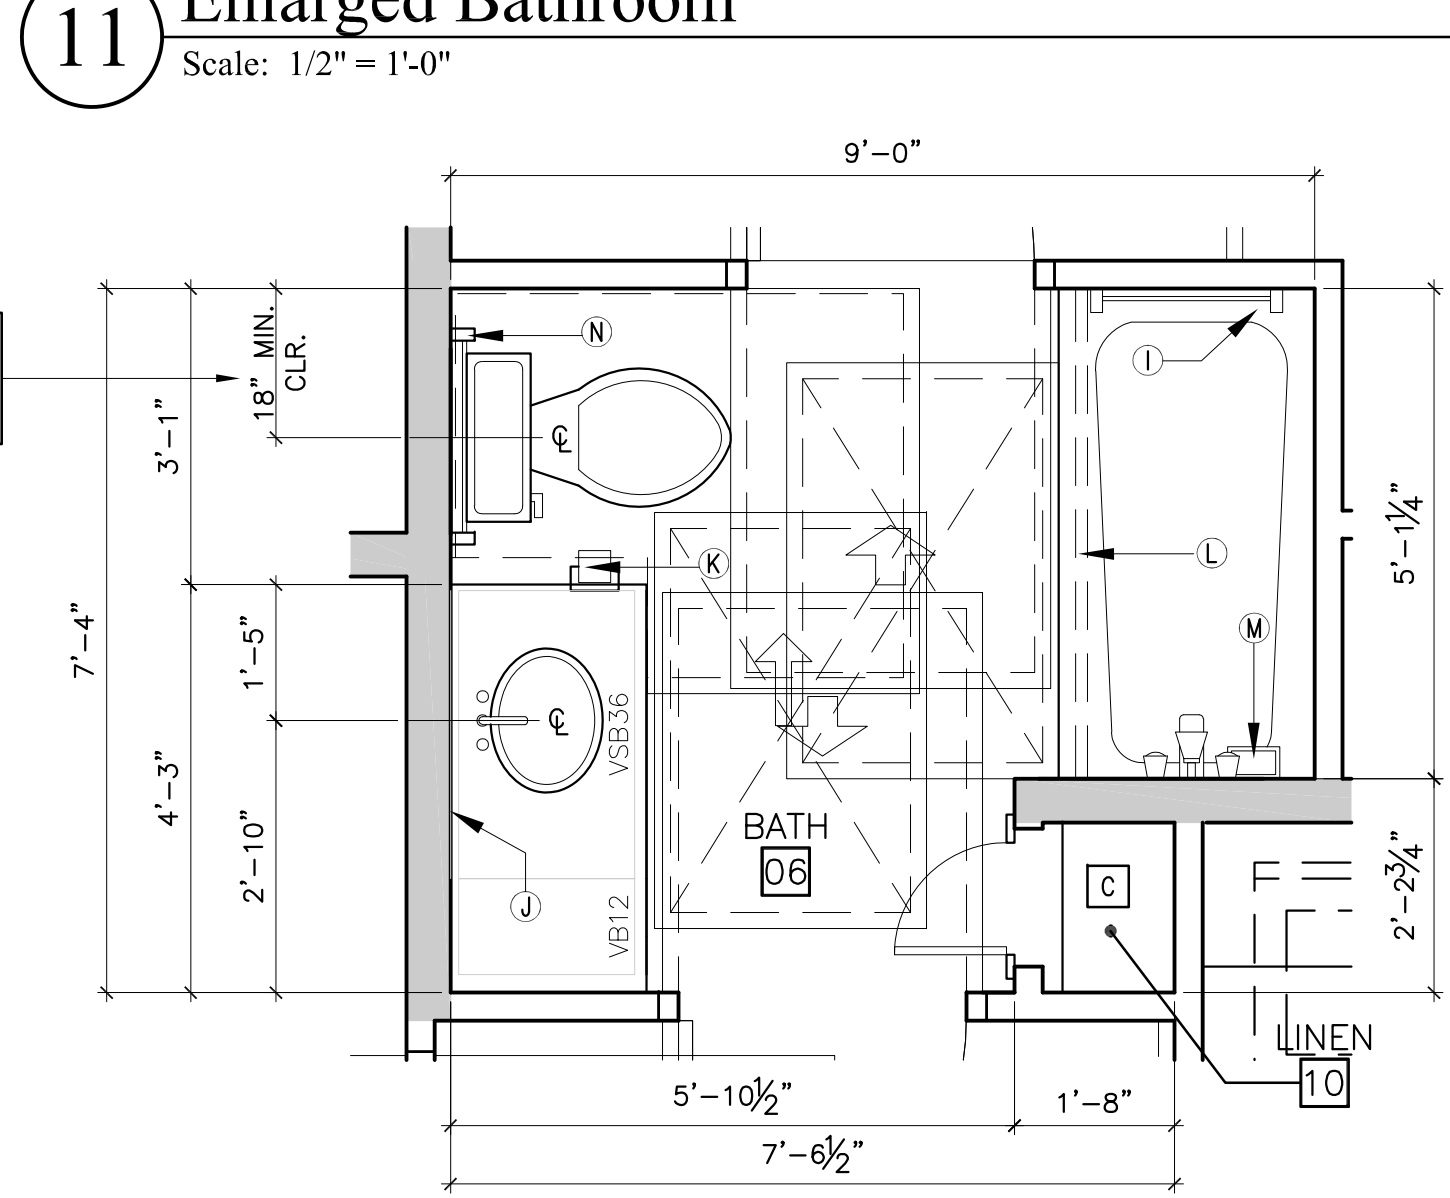 11
Enlarged Bathroom
Scale: 1/2" = 1'-0"
9'-0"
18" MIN.
CLR.
3'-1"
7'-4"
1'-5"
4'-3"
2'-10"
N
℄
K
I
L
M
℄
VSB36
VB12
J
BATH
06
C
5'-1¼"
2'-2¾"
LINEN
10
5'-10½"
1'-8"
7'-6½"